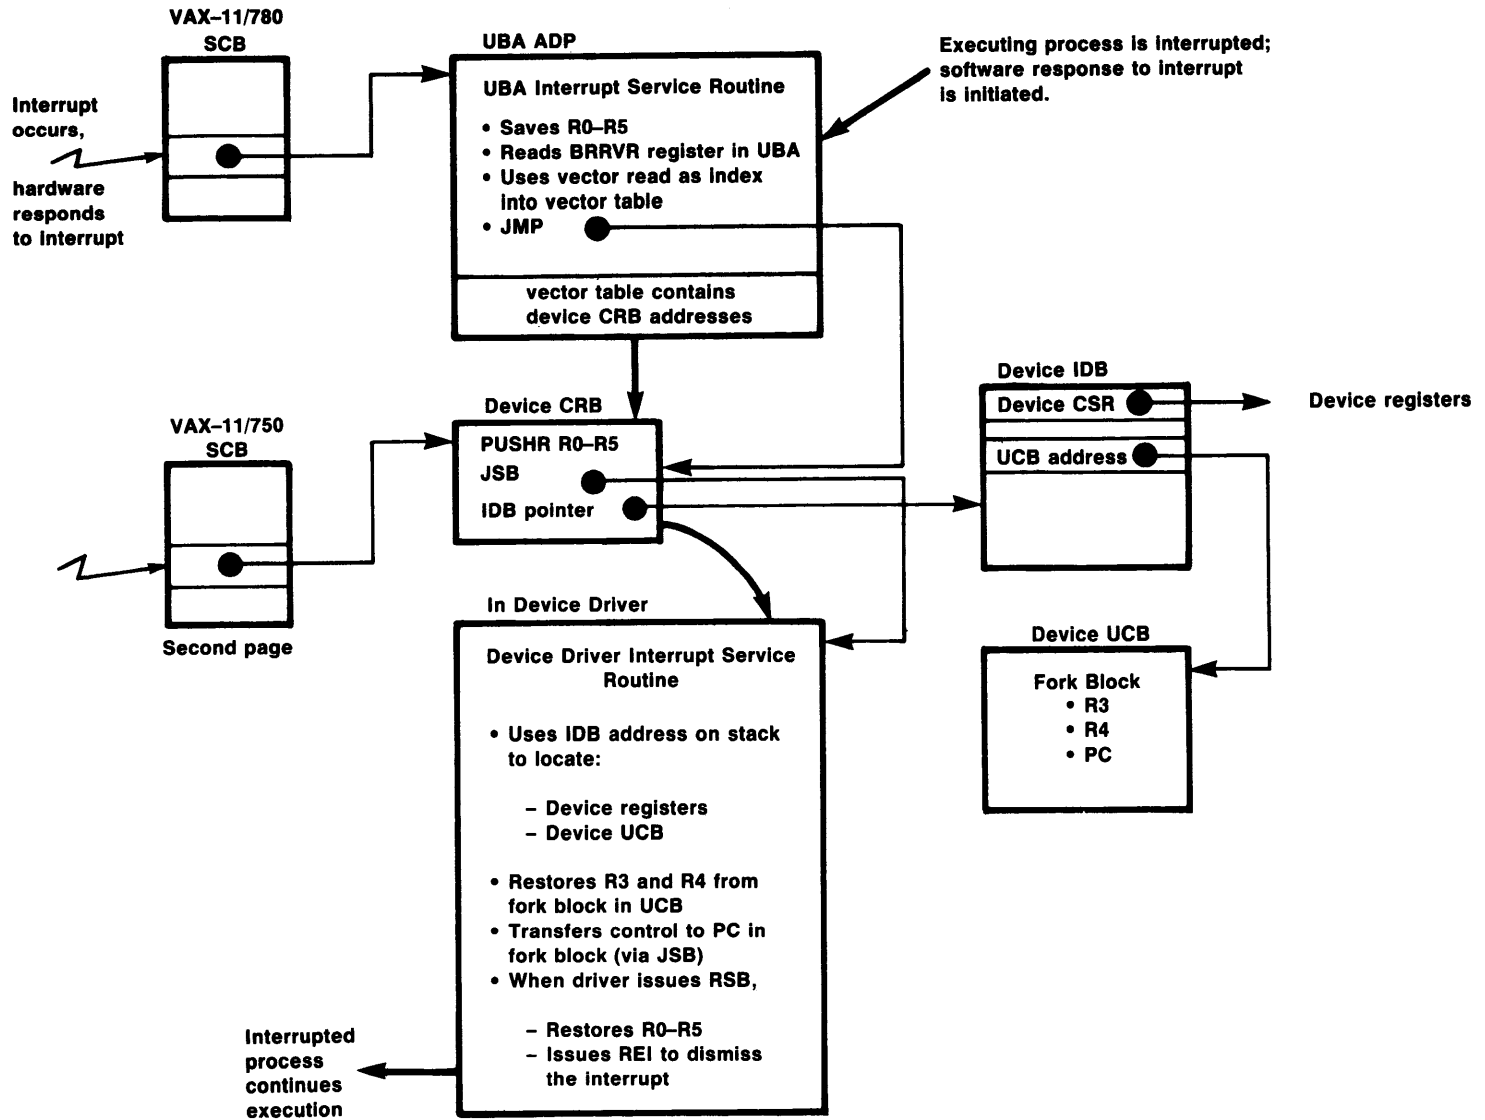 VAX–11/780
SCB
Interrupt
occurs,
hardware
responds
to interrupt
UBA ADP
UBA Interrupt Service Routine
• Saves R0–R5
• Reads BRRVR register in UBA
• Uses vector read as index
into vector table
• JMP
vector table contains
device CRB addresses
Executing process is interrupted;
software response to interrupt
is initiated.
VAX–11/750
SCB
Second page
Device CRB
PUSHR R0–R5
JSB
IDB pointer
Device IDB
Device CSR
UCB address
Device registers
Device UCB
Fork Block
• R3
• R4
• PC
In Device Driver
Device Driver Interrupt Service
Routine
• Uses IDB address on stack
to locate:
– Device registers
– Device UCB
• Restores R3 and R4 from
fork block in UCB
• Transfers control to PC in
fork block (via JSB)
• When driver issues RSB,
– Restores R0–R5
– Issues REI to dismiss
the interrupt
Interrupted
process
continues
execution